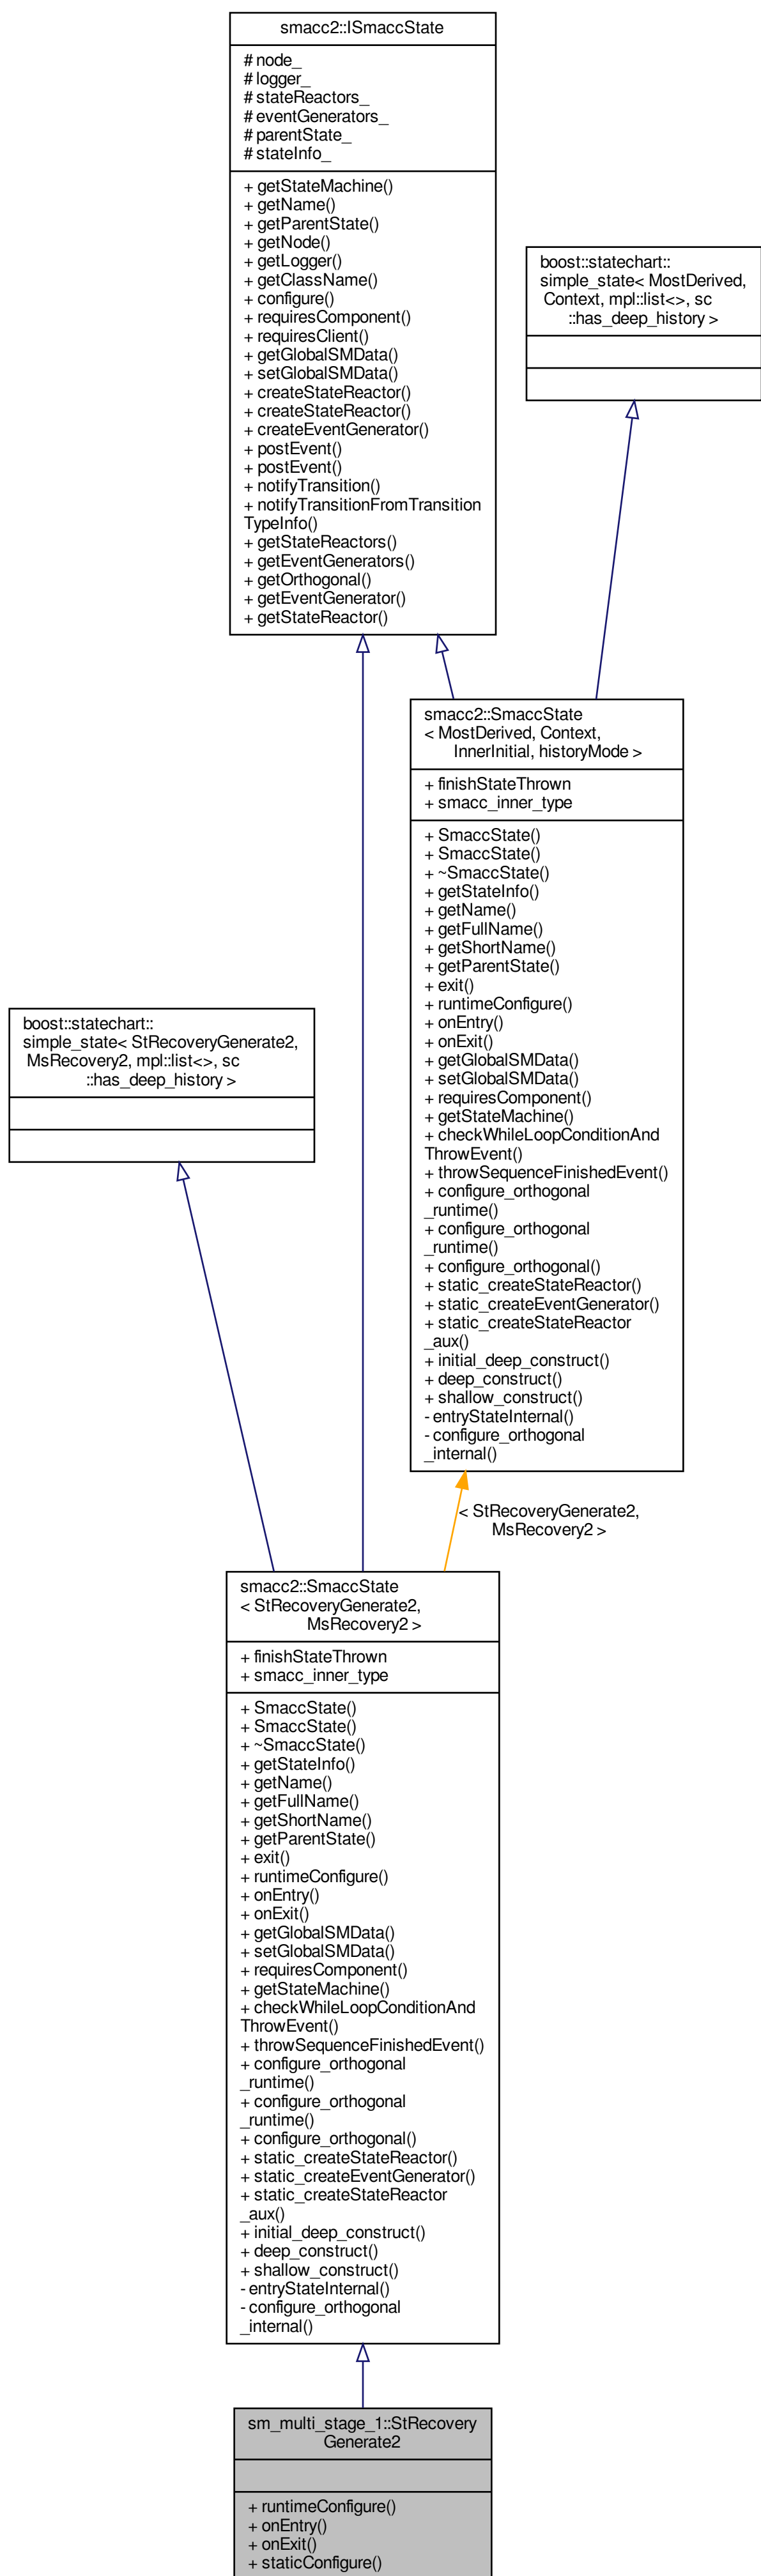 smacc2::ISmaccState
# node_
# logger_
# stateReactors_
# eventGenerators_
# parentState_
# stateInfo_
+ getStateMachine()
+ getName()
+ getParentState()
+ getNode()
+ getLogger()
+ getClassName()
+ configure()
+ requiresComponent()
+ requiresClient()
+ getGlobalSMData()
+ setGlobalSMData()
+ createStateReactor()
+ createStateReactor()
+ createEventGenerator()
+ postEvent()
+ postEvent()
+ notifyTransition()
+ notifyTransitionFromTransition
TypeInfo()
+ getStateReactors()
+ getEventGenerators()
+ getOrthogonal()
+ getEventGenerator()
+ getStateReactor()
boost::statechart::
simple_state< MostDerived,
Context, mpl::list<>, sc
::has_deep_history >
smacc2::SmaccState
< MostDerived, Context,
InnerInitial, historyMode >
+ finishStateThrown
+ smacc_inner_type
+ SmaccState()
+ SmaccState()
+ ~SmaccState()
+ getStateInfo()
+ getName()
+ getFullName()
+ getShortName()
+ getParentState()
+ exit()
+ runtimeConfigure()
+ onEntry()
+ onExit()
+ getGlobalSMData()
+ setGlobalSMData()
+ requiresComponent()
+ getStateMachine()
+ checkWhileLoopConditionAnd
ThrowEvent()
+ throwSequenceFinishedEvent()
+ configure_orthogonal
_runtime()
+ configure_orthogonal
_runtime()
+ configure_orthogonal()
+ static_createStateReactor()
+ static_createEventGenerator()
+ static_createStateReactor
_aux()
+ initial_deep_construct()
+ deep_construct()
+ shallow_construct()
- entryStateInternal()
- configure_orthogonal
_internal()
boost::statechart::
simple_state< StRecoveryGenerate2,
MsRecovery2, mpl::list<>, sc
::has_deep_history >
< StRecoveryGenerate2,
MsRecovery2 >
smacc2::SmaccState
< StRecoveryGenerate2,
MsRecovery2 >
+ finishStateThrown
+ smacc_inner_type
+ SmaccState()
+ SmaccState()
+ ~SmaccState()
+ getStateInfo()
+ getName()
+ getFullName()
+ getShortName()
+ getParentState()
+ exit()
+ runtimeConfigure()
+ onEntry()
+ onExit()
+ getGlobalSMData()
+ setGlobalSMData()
+ requiresComponent()
+ getStateMachine()
+ checkWhileLoopConditionAnd
ThrowEvent()
+ throwSequenceFinishedEvent()
+ configure_orthogonal
_runtime()
+ configure_orthogonal
_runtime()
+ configure_orthogonal()
+ static_createStateReactor()
+ static_createEventGenerator()
+ static_createStateReactor
_aux()
+ initial_deep_construct()
+ deep_construct()
+ shallow_construct()
- entryStateInternal()
- configure_orthogonal
_internal()
sm_multi_stage_1::StRecovery
Generate2
+ runtimeConfigure()
+ onEntry()
+ onExit()
+ staticConfigure()